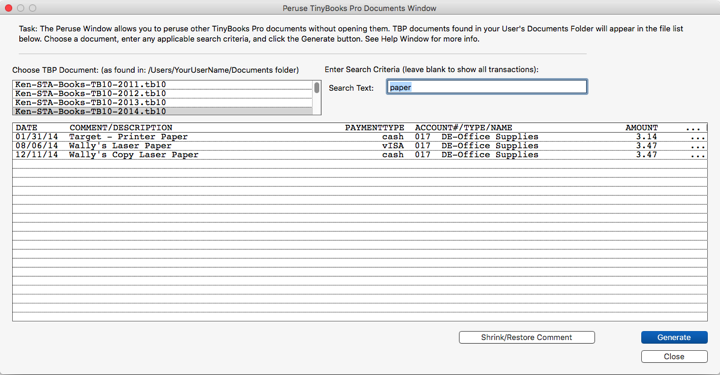 Peruse TinyBooks Pro Documents Window
Task: The Peruse Window allows you to peruse other TinyBooks Pro documents without opening them. TBP documents found in your User's Documents Folder will appear in the file list
below. Choose a document, enter any applicable search criteria, and click the Generate button. See Help Window for more info.
Choose TBP Document: (as found in: /Users/YourUserName/Documents folder)
Enter Search Criteria (leave blank to show all transactions):
Ken-STA-Books-TB10-2011.tb10
Ken-STA-Books-TB10-2012.tb10
Ken-STA-Books-TB10-2013.tb10
Ken-STA-Books-TB10-2014.tb10
Search Text: paper
DATE COMMENT/DESCRIPTION PAYMENTTYPE ACCOUNT#/TYPE/NAME AMOUNT ...
01/31/14 Target - Printer Paper cash 017 DE-Office Supplies 3.14 ...
08/06/14 Wally's Laser Paper vISA 017 DE-Office Supplies 3.47 ...
12/11/14 Wally's Copy Laser Paper cash 017 DE-Office Supplies 3.47 ...
Shrink/Restore Comment
Generate
Close